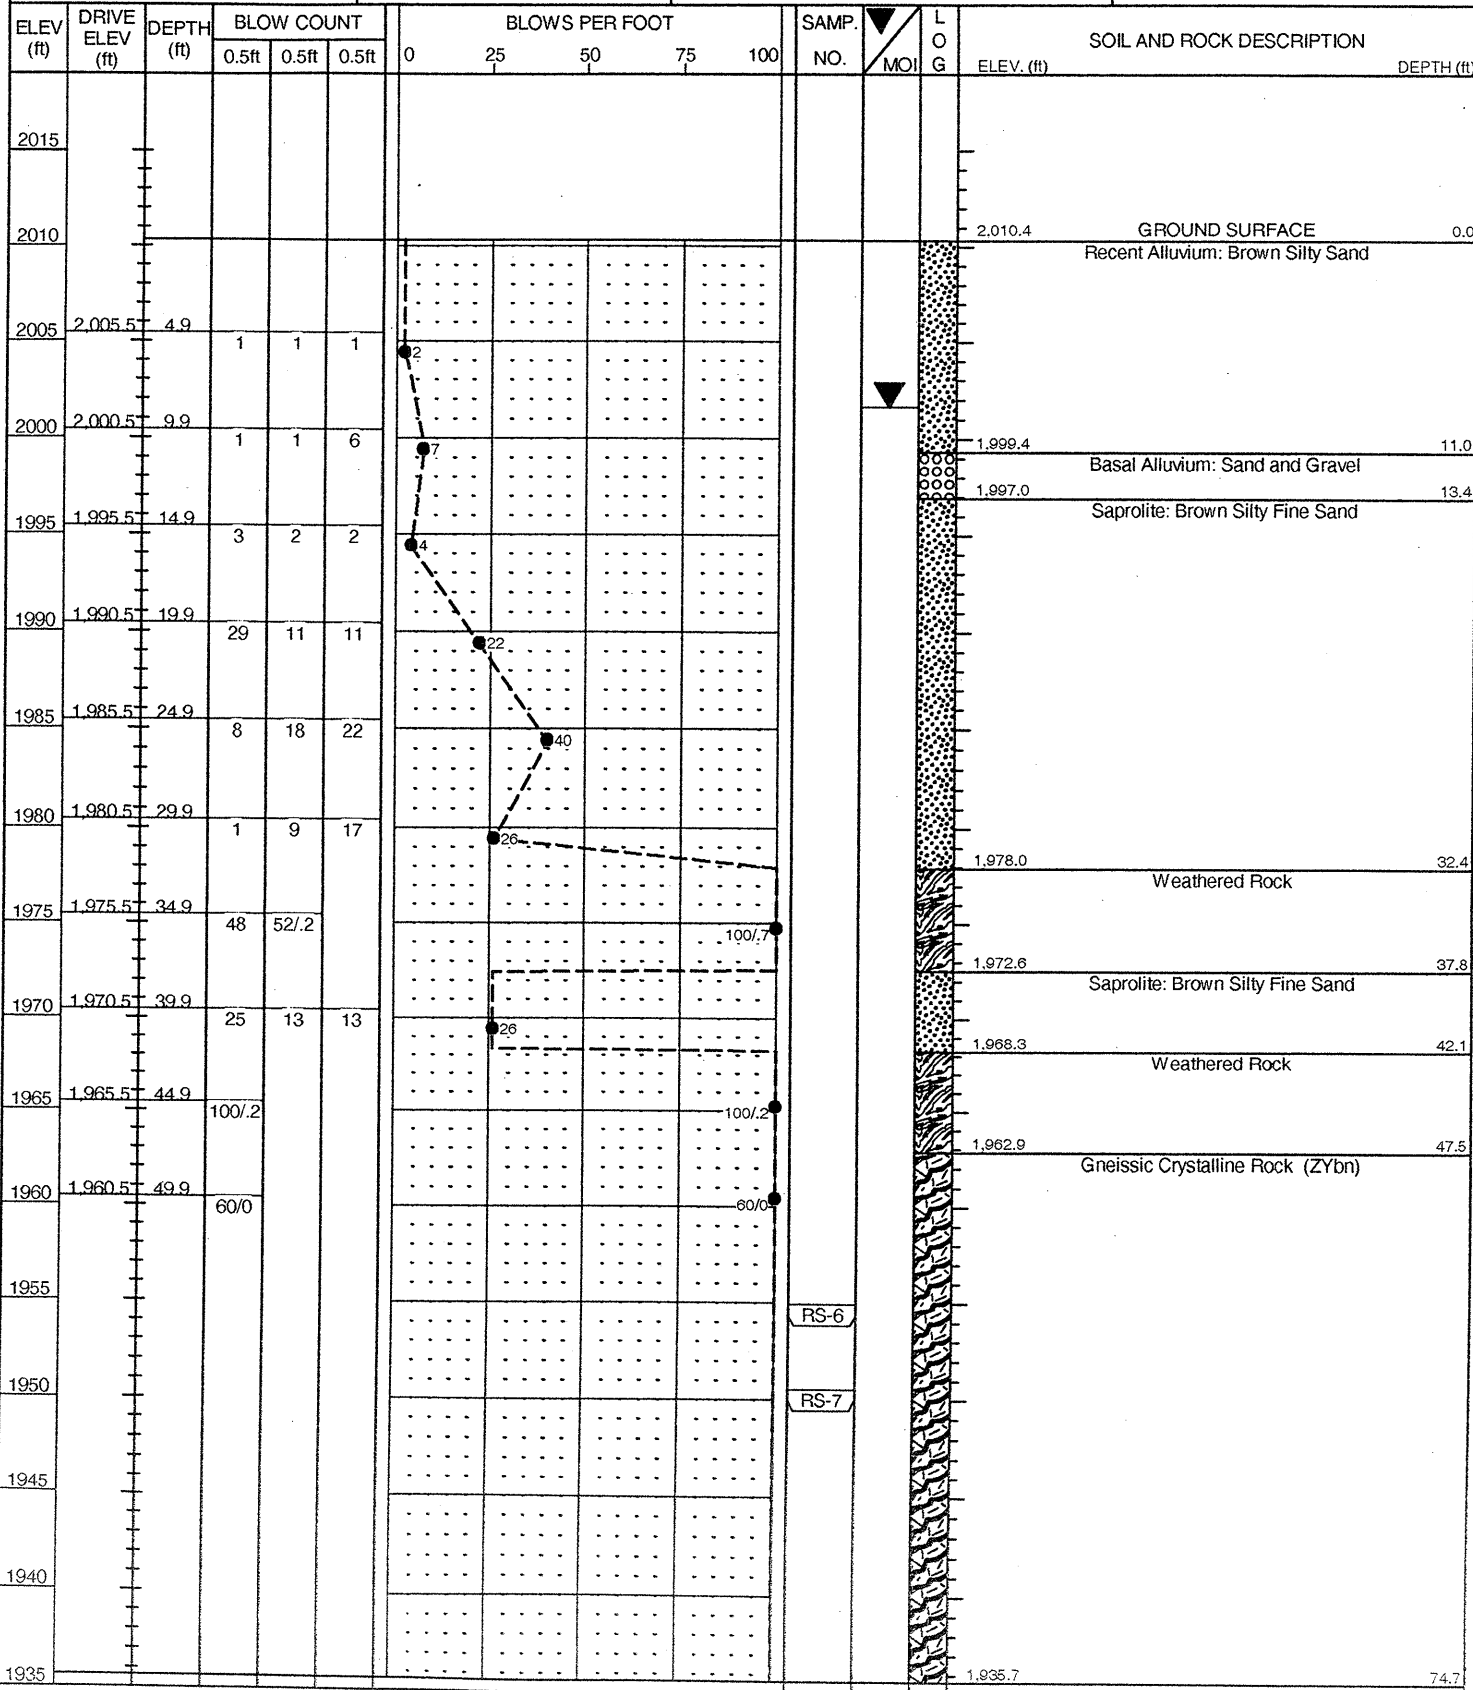 ELEV (ft) DRIVE ELEV (ft) DEPTH (ft) BLOW COUNT BLOWS PER FOOT SAMP. NO. MOI LOG SOIL AND ROCK DESCRIPTION
0.5ft 0.5ft 0.5ft 0 25 50 75 100 ELEV. (ft) DEPTH (ft)
2015
2010 2,010.4 GROUND SURFACE 0.0
Recent Alluvium: Brown Silty Sand
2005 2,005.5 4.9
1 1 1 2
2000 2,000.5 9.9
1 1 6 7 1,999.4 11.0
Basal Alluvium: Sand and Gravel
1,997.0 13.4
Saprolite: Brown Silty Fine Sand
1995 1,995.5 14.9
3 2 2 4
1990 1,990.5 19.9
29 11 11 22
1985 1,985.5 24.9
8 18 22 40
1980 1,980.5 29.9
1 9 17 26
1,978.0 32.4
Weathered Rock
1975 1,975.5 34.9
48 52/.2 100/.7
1,972.6 37.8
Saprolite: Brown Silty Fine Sand
1970 1,970.5 39.9
25 13 13 26
1,968.3 42.1
Weathered Rock
1965 1,965.5 44.9
100/.2 100/.2
1,962.9 47.5
Gneissic Crystalline Rock (ZYbn)
1960 1,960.5 49.9
60/0 60/0
1955
RS-6
1950
RS-7
1945
1940
1935 1,935.7 74.7